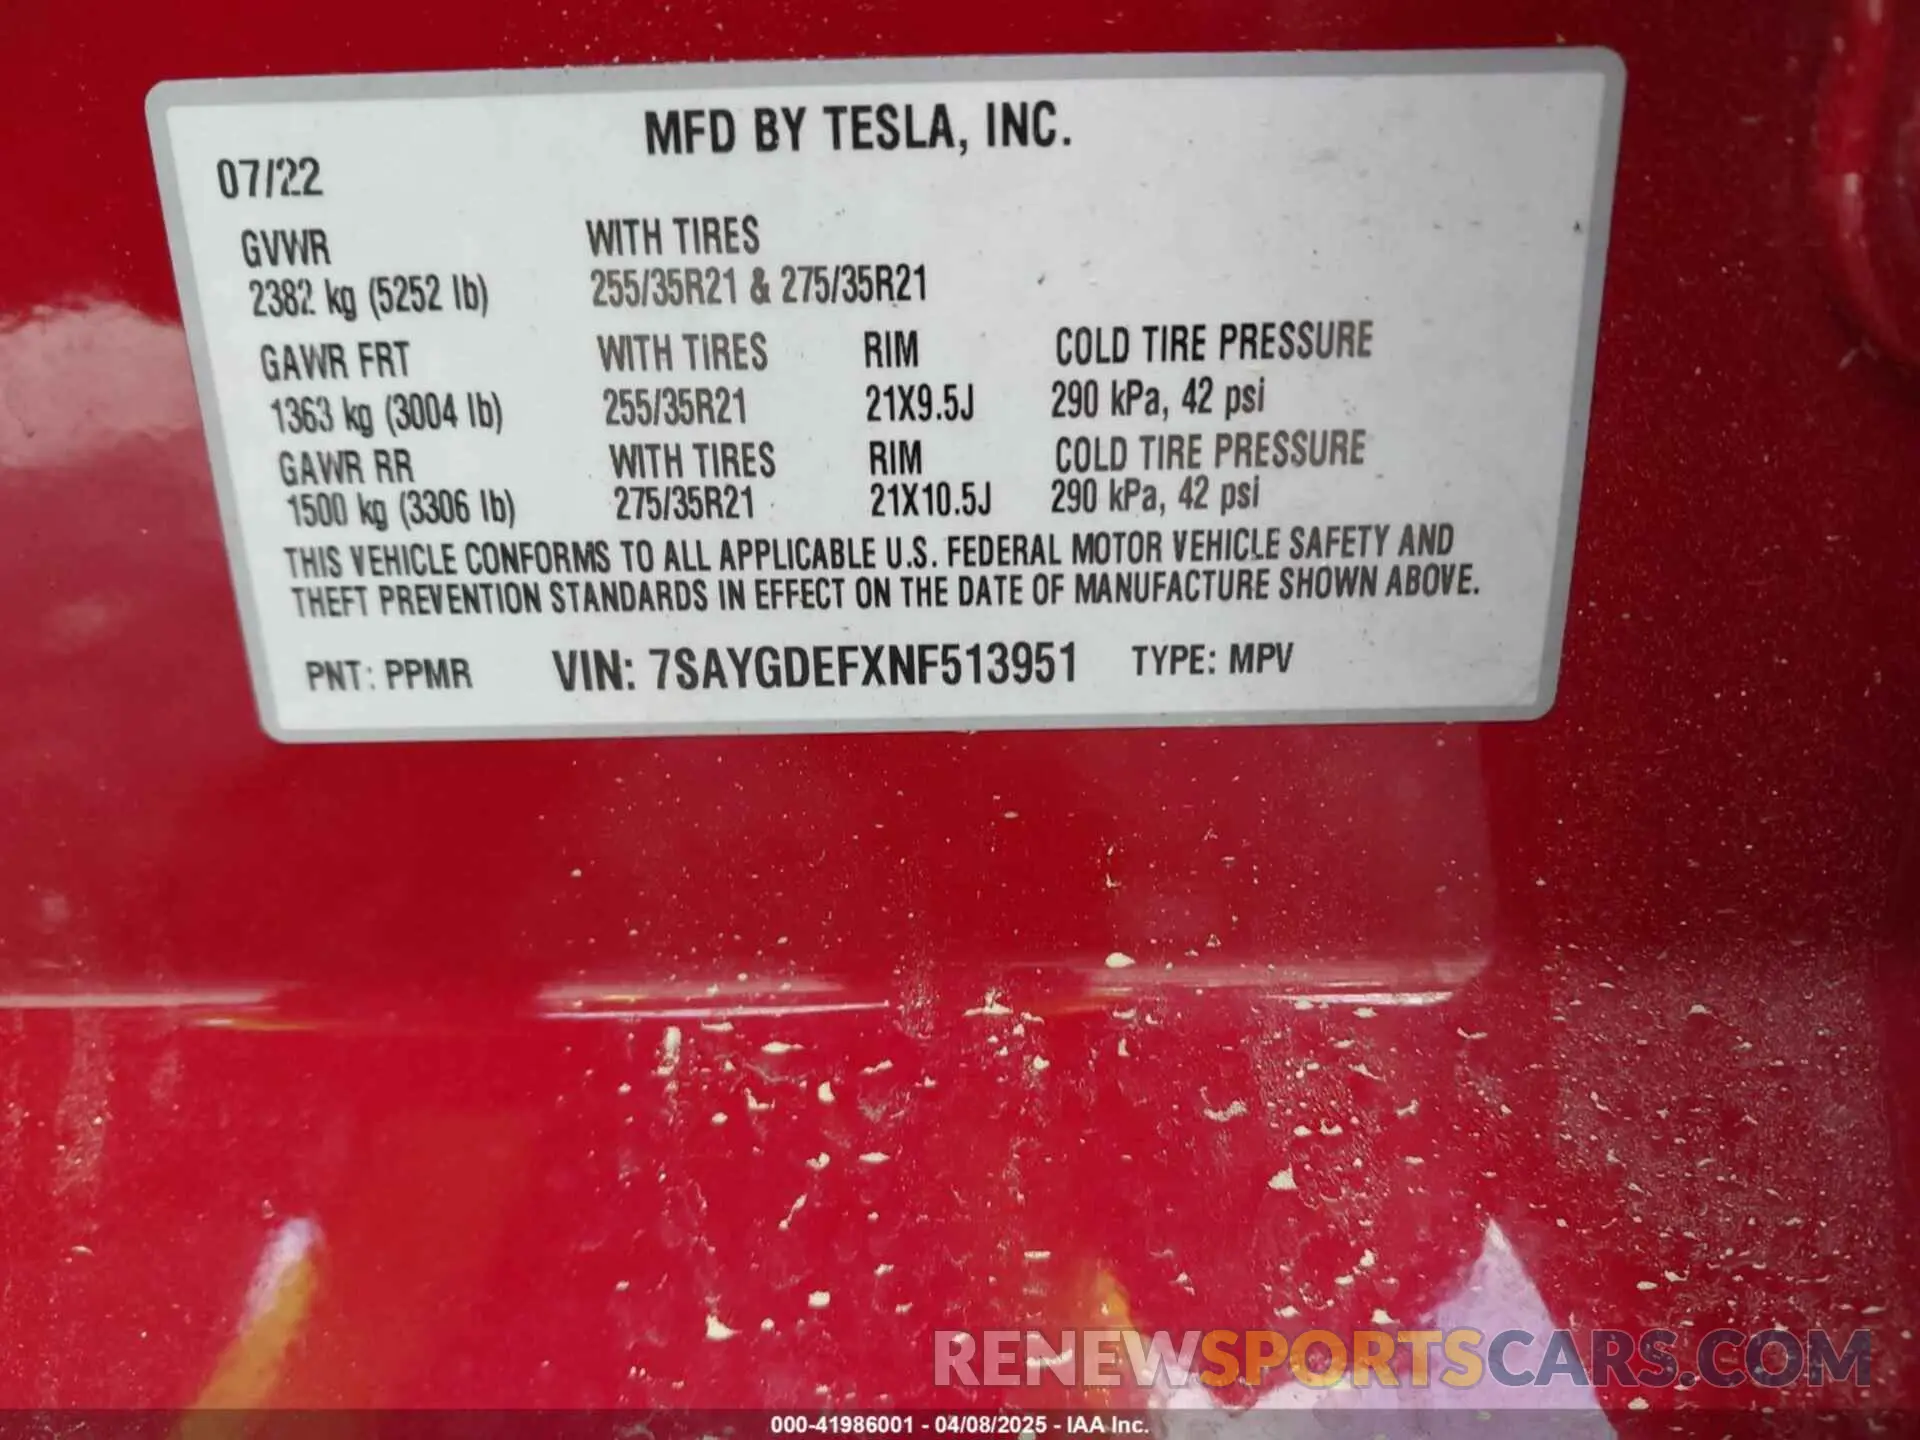 MFD BY TESLA, INC.
07/22
GVWR WITH TIRES
2382 kg (5252 lb) 255/35R21 & 275/35R21
GAWR FRT WITH TIRES RIM COLD TIRE PRESSURE
1363 kg (3004 lb) 255/35R21 21X9.5J 290 kPa, 42 psi
GAWR RR WITH TIRES RIM COLD TIRE PRESSURE
1500 kg (3306 lb) 275/35R21 21X10.5J 290 kPa, 42 psi
THIS VEHICLE CONFORMS TO ALL APPLICABLE U.S. FEDERAL MOTOR VEHICLE SAFETY AND
THEFT PREVENTION STANDARDS IN EFFECT ON THE DATE OF MANUFACTURE SHOWN ABOVE.
PNT: PPMR VIN: 7SAYGDEFXNF513951 TYPE: MPV
RENEWSPORTSCARS.COM
000-41986001 - 04/08/2025 - IAA Inc.